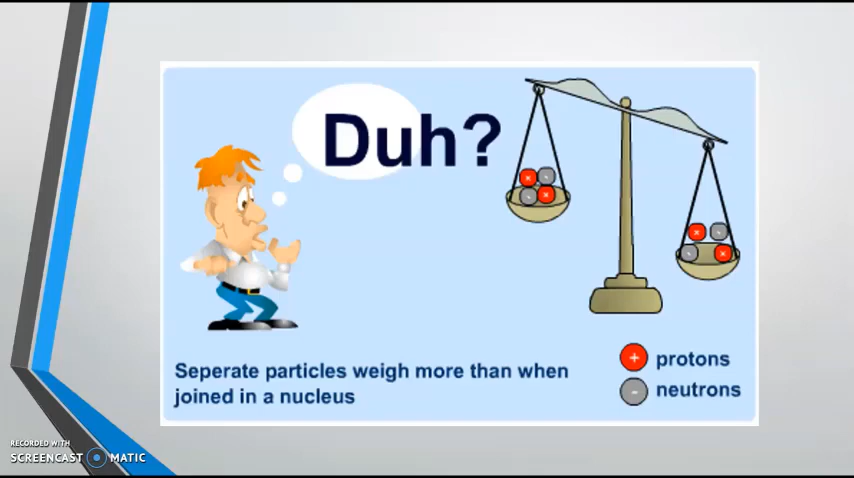 Duh?
Seperate particles weigh more than when
joined in a nucleus
+ protons
- neutrons
RECORDED WITH
SCREENCAST MATIC